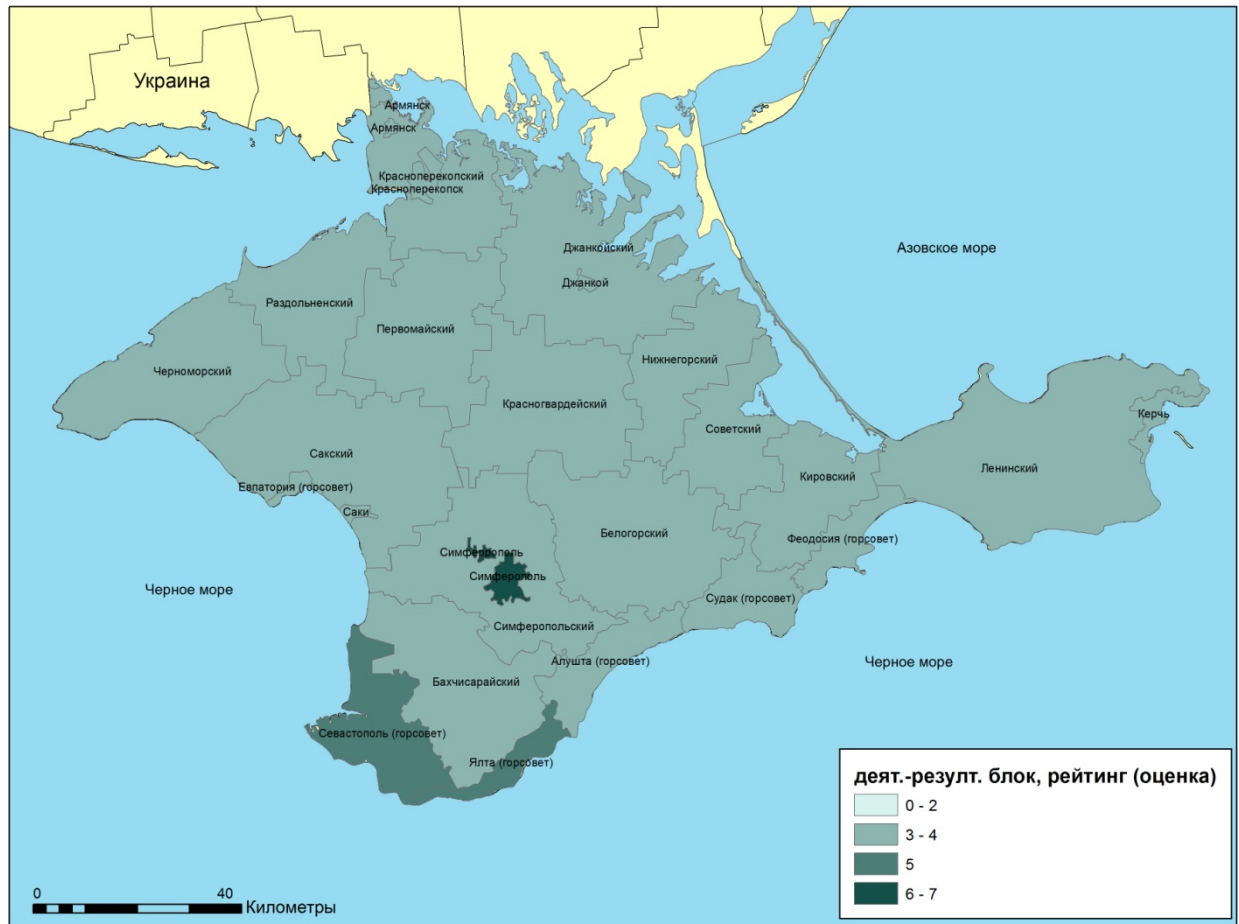 Украина
Армянск
Армянск
Красноперекопский
Красноперекопск
Джанкойский
Азовское море
Джанкой
Раздольненский
Первомайский
Нижнегорский
Черноморский
Красногвардейский
Керчь
Советский
Сакский
Ленинский
Кировский
Евпатория (горсовет)
Саки
Белогорский
Феодосия (горсовет)
Симферрополь
Симферополь
Черное море
Судак (горсовет)
Симферопольский
Алушта (горсовет)
Черное море
Бахчисарайский
Севастополь (горсовет)
Ялта (горсовет)
деят.-резулт. блок, рейтинг (оценка)
0 - 2
3 - 4
5
6 - 7
0 40
Километры